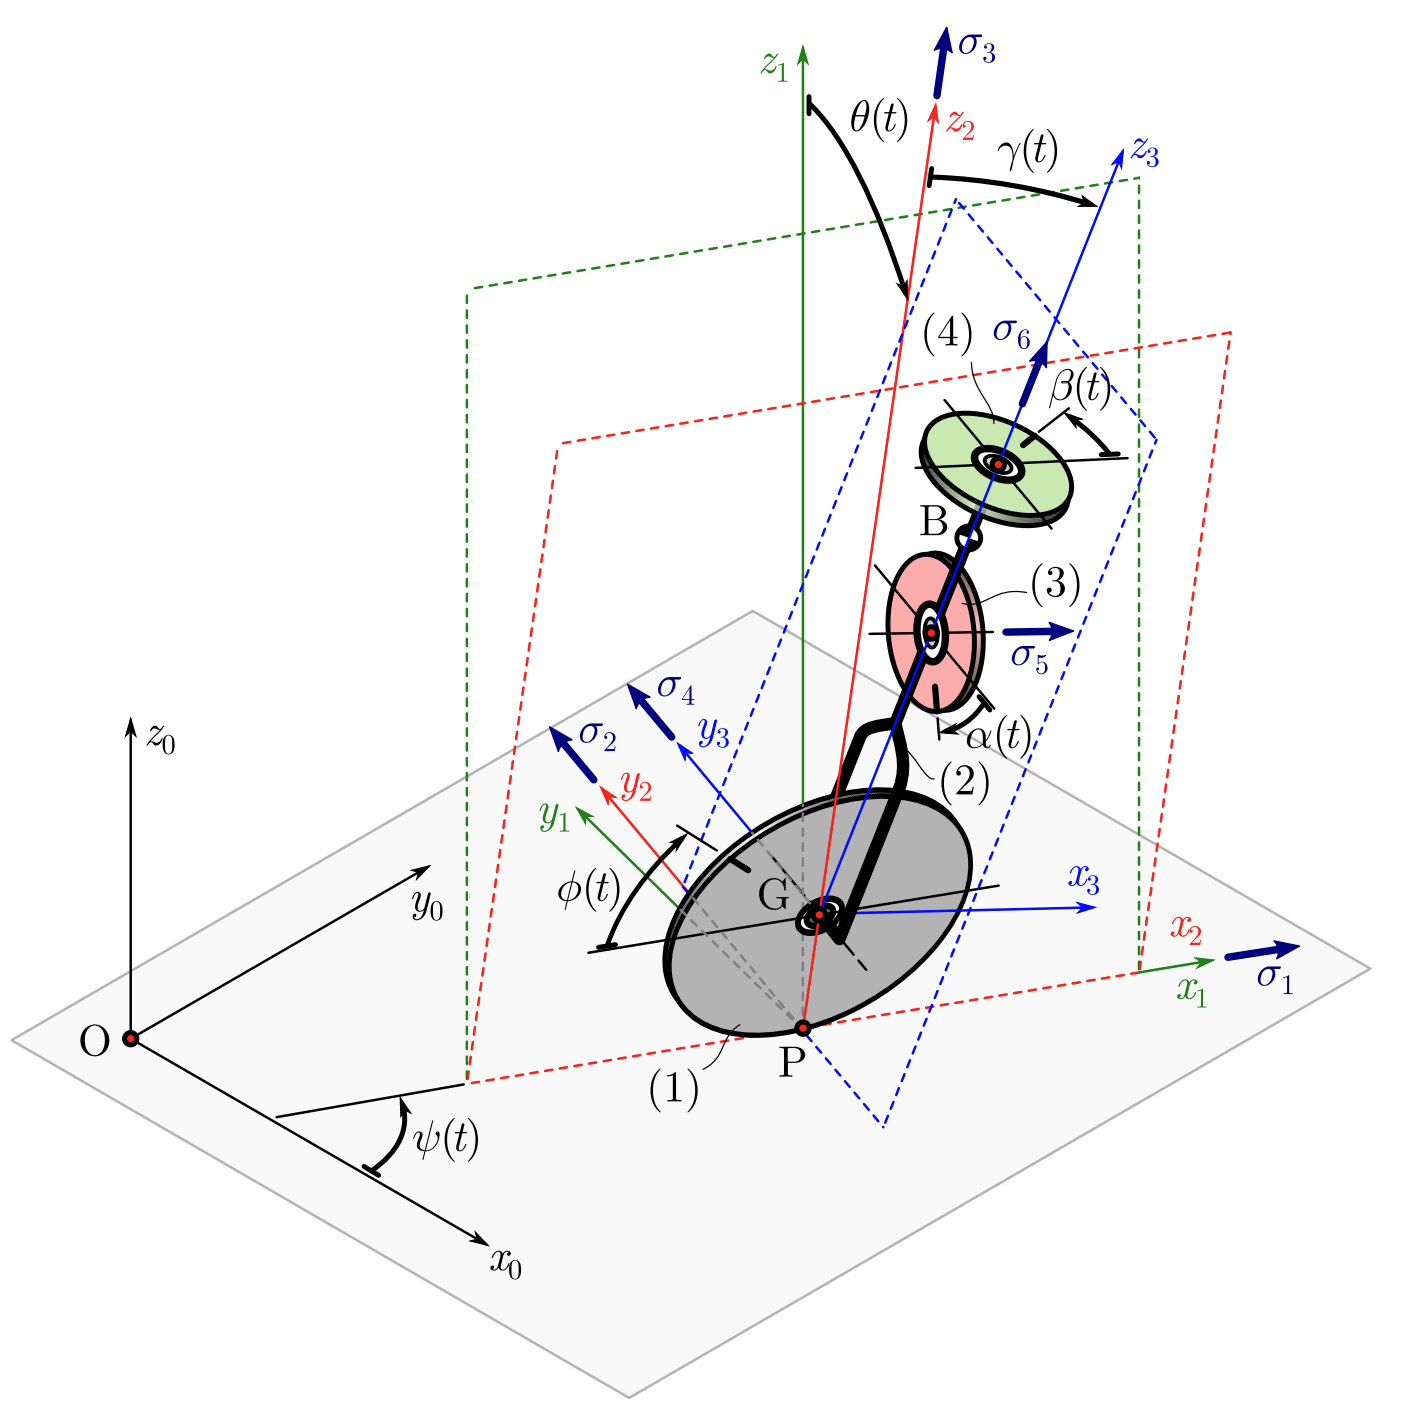 σ₃
z₁
θ(t)
z₂
γ(t)
z₃
(4)
σ₆
β(t)
B
(3)
σ₅
σ₄
σ₂
y₃
z₀
α(t)
y₂
(2)
y₁
ϕ(t)
G
x₃
y₀
x₂
σ₁
x₁
O
P
(1)
ψ(t)
x₀